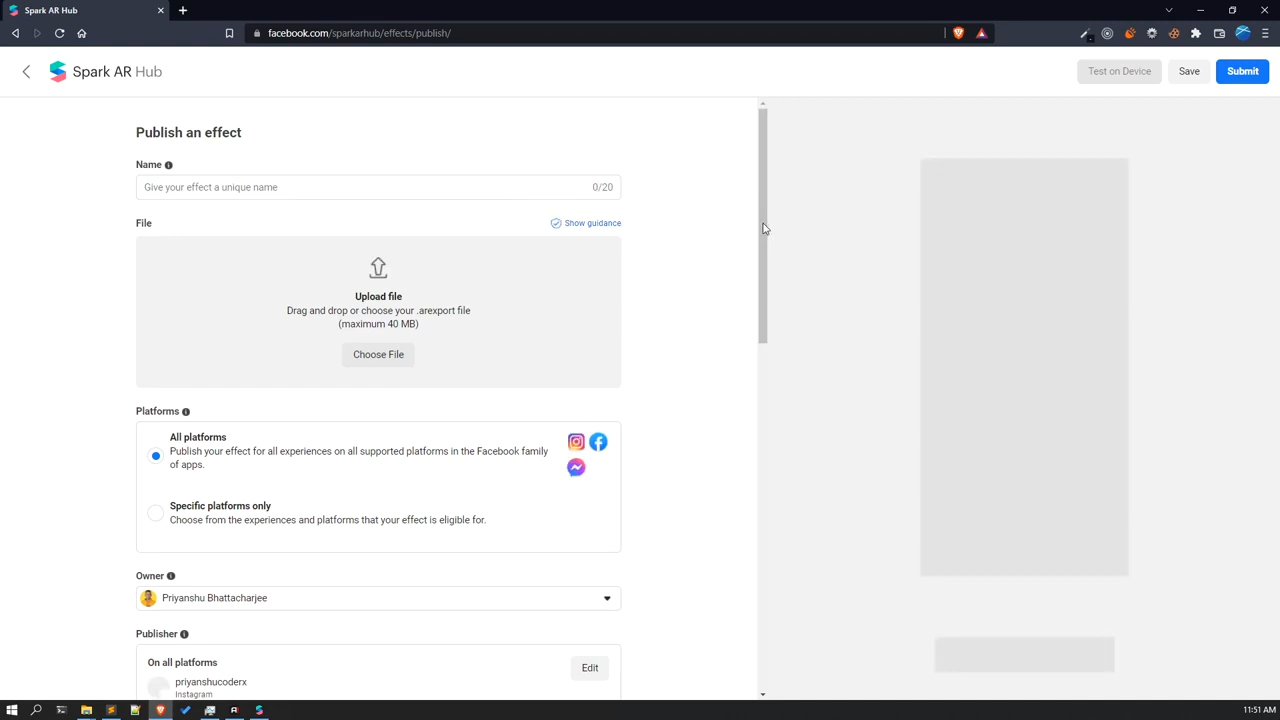 Spark AR Hub
facebook.com/sparkarhub/effects/publish/
Spark AR Hub
Test on Device
Save
Submit
Publish an effect
Name
Give your effect a unique name
0/20
File
Show guidance
Upload file
Drag and drop or choose your .arexport file
(maximum 40 MB)
Choose File
Platforms
All platforms
Publish your effect for all experiences on all supported platforms in the Facebook family
of apps.
Specific platforms only
Choose from the experiences and platforms that your effect is eligible for.
Owner
Priyanshu Bhattacharjee
Publisher
On all platforms
Edit
priyanshucoderx
Instagram
11:51 AM